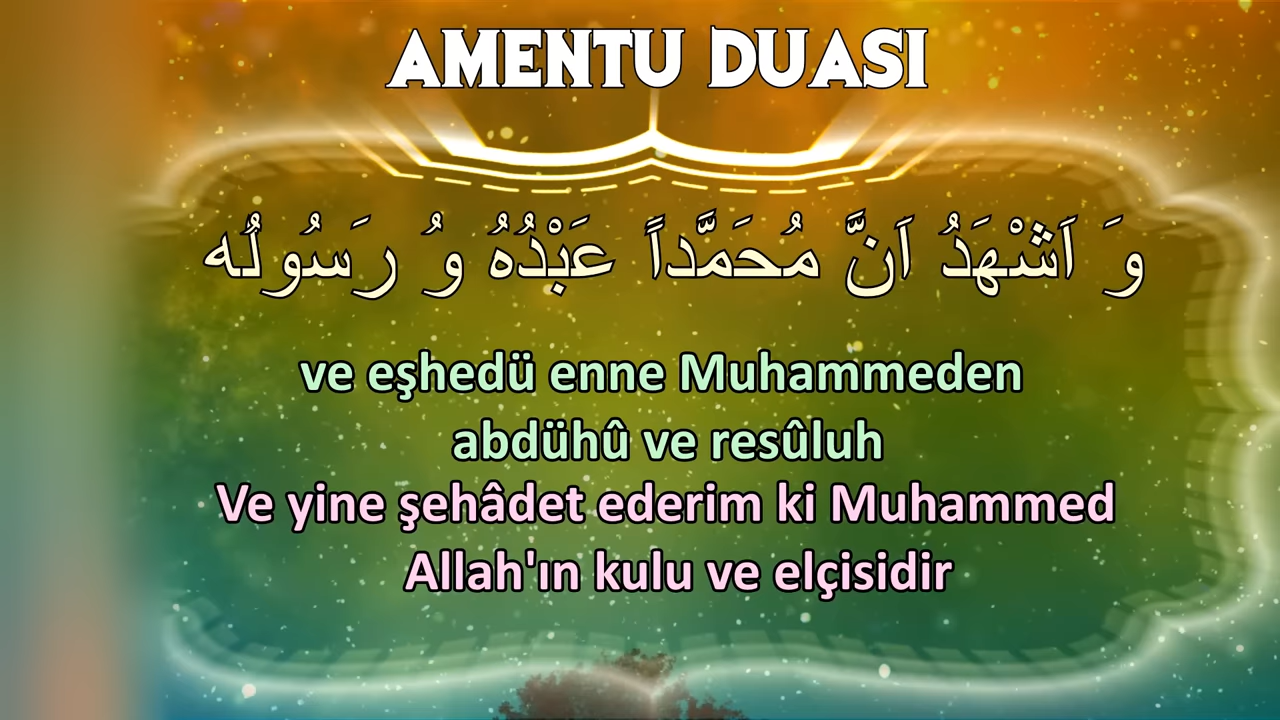 AMENTU DUASI
وَ اَشْهَدُ اَنَّ مُحَمَّداً عَبْدُهُ وُ رَسُولُه
ve eşhedü enne Muhammeden
abdühû ve resûluh
Ve yine şehâdet ederim ki Muhammed
Allah'ın kulu ve elçisidir